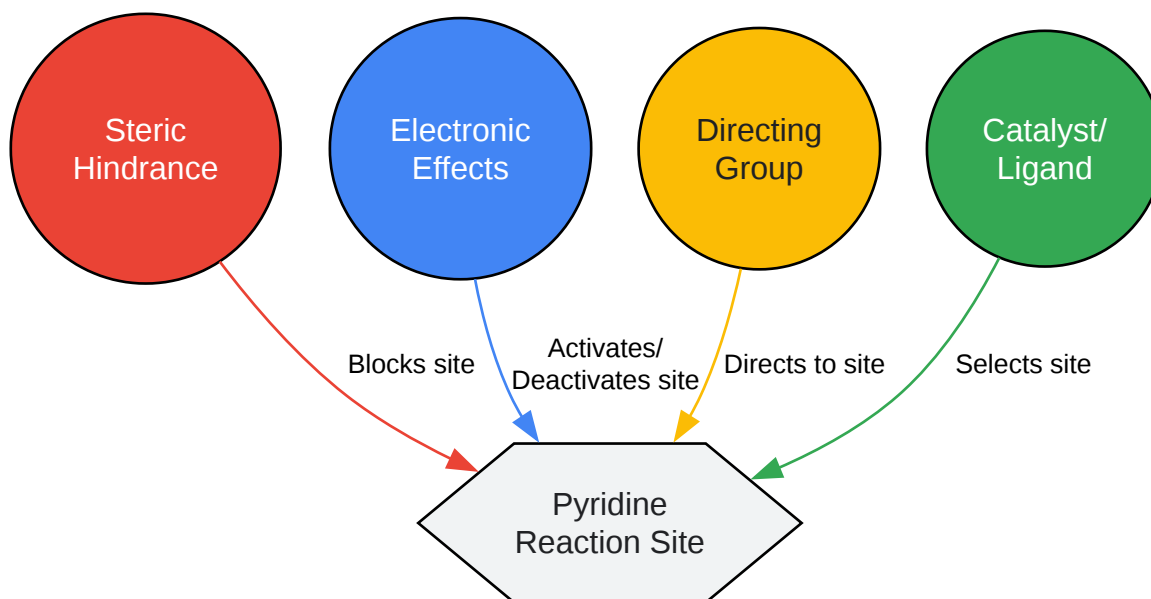 Steric
Hindrance
Electronic
Effects
Directing
Group
Catalyst/
Ligand
Blocks site
Activates/
Deactivates site
Directs to site
Selects site
Pyridine
Reaction Site